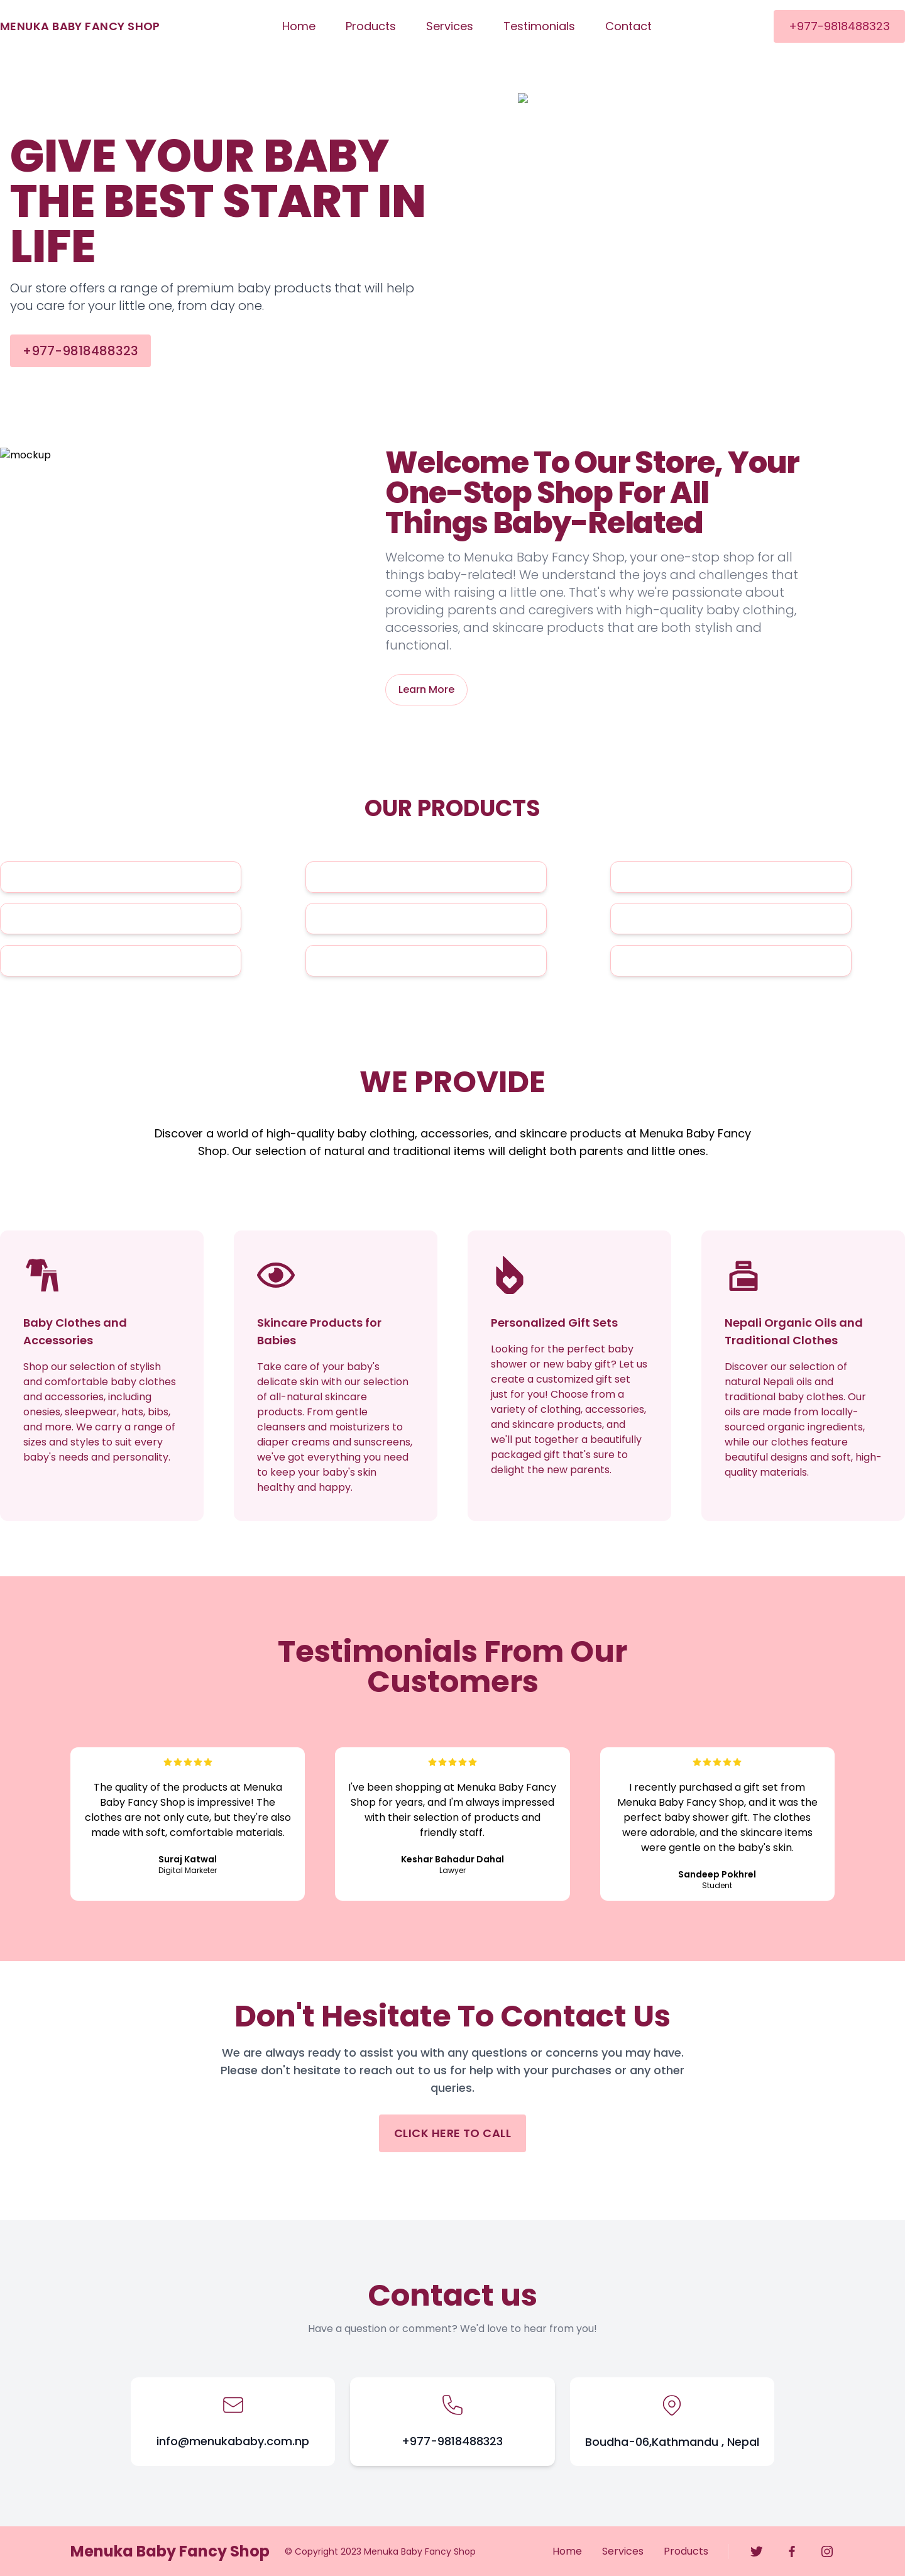 MENUKA BABY FANCY SHOP
Home Products Services Testimonials Contact
+977-9818488323
GIVE YOUR BABY
THE BEST START IN
LIFE
Our store offers a range of premium baby products that will help
you care for your little one, from day one.
+977-9818488323
mockup
Welcome To Our Store, Your
One-Stop Shop For All
Things Baby-Related
Welcome to Menuka Baby Fancy Shop, your one-stop shop for all
things baby-related! We understand the joys and challenges that
come with raising a little one. That's why we're passionate about
providing parents and caregivers with high-quality baby clothing,
accessories, and skincare products that are both stylish and
functional.
Learn More
OUR PRODUCTS
WE PROVIDE
Discover a world of high-quality baby clothing, accessories, and skincare products at Menuka Baby Fancy
Shop. Our selection of natural and traditional items will delight both parents and little ones.
Baby Clothes and
Accessories
Shop our selection of stylish
and comfortable baby clothes
and accessories, including
onesies, sleepwear, hats, bibs,
and more. We carry a range of
sizes and styles to suit every
baby's needs and personality.
Skincare Products for
Babies
Take care of your baby's
delicate skin with our selection
of all-natural skincare
products. From gentle
cleansers and moisturizers to
diaper creams and sunscreens,
we've got everything you need
to keep your baby's skin
healthy and happy.
Personalized Gift Sets
Looking for the perfect baby
shower or new baby gift? Let us
create a customized gift set
just for you! Choose from a
variety of clothing, accessories,
and skincare products, and
we'll put together a beautifully
packaged gift that's sure to
delight the new parents.
Nepali Organic Oils and
Traditional Clothes
Discover our selection of
natural Nepali oils and
traditional baby clothes. Our
oils are made from locally-
sourced organic ingredients,
while our clothes feature
beautiful designs and soft, high-
quality materials.
Testimonials From Our
Customers
The quality of the products at Menuka
Baby Fancy Shop is impressive! The
clothes are not only cute, but they're also
made with soft, comfortable materials.
Suraj Katwal
Digital Marketer
I've been shopping at Menuka Baby Fancy
Shop for years, and I'm always impressed
with their selection of products and
friendly staff.
Keshar Bahadur Dahal
Lawyer
I recently purchased a gift set from
Menuka Baby Fancy Shop, and it was the
perfect baby shower gift. The clothes
were adorable, and the skincare items
were gentle on the baby's skin.
Sandeep Pokhrel
Student
Don't Hesitate To Contact Us
We are always ready to assist you with any questions or concerns you may have.
Please don't hesitate to reach out to us for help with your purchases or any other
queries.
CLICK HERE TO CALL
Contact us
Have a question or comment? We'd love to hear from you!
info@menukababy.com.np
+977-9818488323
Boudha-06,Kathmandu , Nepal
Menuka Baby Fancy Shop
© Copyright 2023 Menuka Baby Fancy Shop
Home Services Products